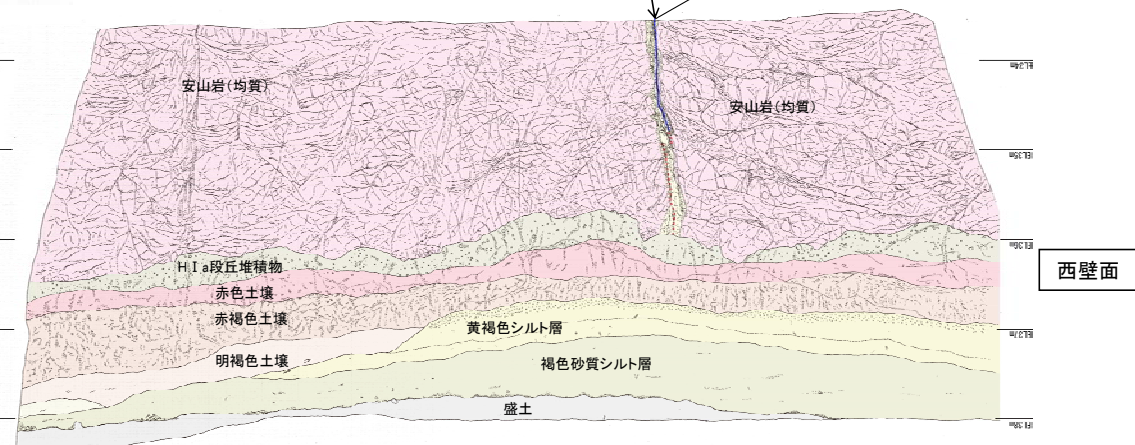 安山岩(均質)
安山岩(均質)
HⅠa段丘堆積物
赤色土壌
赤褐色土壌
黄褐色シルト層
明褐色土壌
褐色砂質シルト層
盛土
西壁面